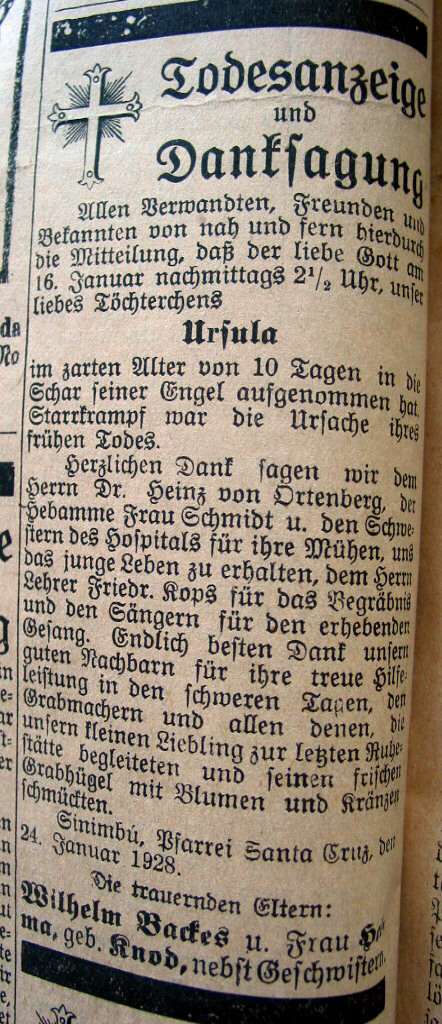 Todesanzeige
und
Danksagung
Allen Verwandten, Freunden und
Bekannten von nah und fern hierdurch
die Mitteilung, daß der liebe Gott am
16. Januar nachmittags 2½ Uhr, unser
liebes Töchterchens
Ursula
im zarten Alter von 10 Tagen in die
Schar seiner Engel aufgenommen hat.
Starrkrampf war die Ursache ihres
frühen Todes.
Herzlichen Dank sagen wir dem
Herrn Dr. Heinz von Ortenberg, der
Hebamme Frau Schmidt u. den Schwe-
stern des Hospitals für ihre Mühen, uns
das junge Leben zu erhalten, dem Herrn
Lehrer Friedr. Kops für das Begräbnis
und den Sängern für den erhebenden
Gesang. Endlich besten Dank unsern
guten Nachbarn für ihre treue Hilfe-
leistung in den schweren Tagen, den
Grabmachern und allen denen, die
unsern kleinen Liebling zur letzten Ruhe-
stätte begleiteten und seinen frischen
Grabhügel mit Blumen und Kränzen
schmückten.
Sinimbú, Pfarrei Santa Cruz, den
24. Januar 1928.
Die trauernden Eltern:
Wilhelm Backes u. Frau
ma, geb. Knod, nebst Geschwistern.